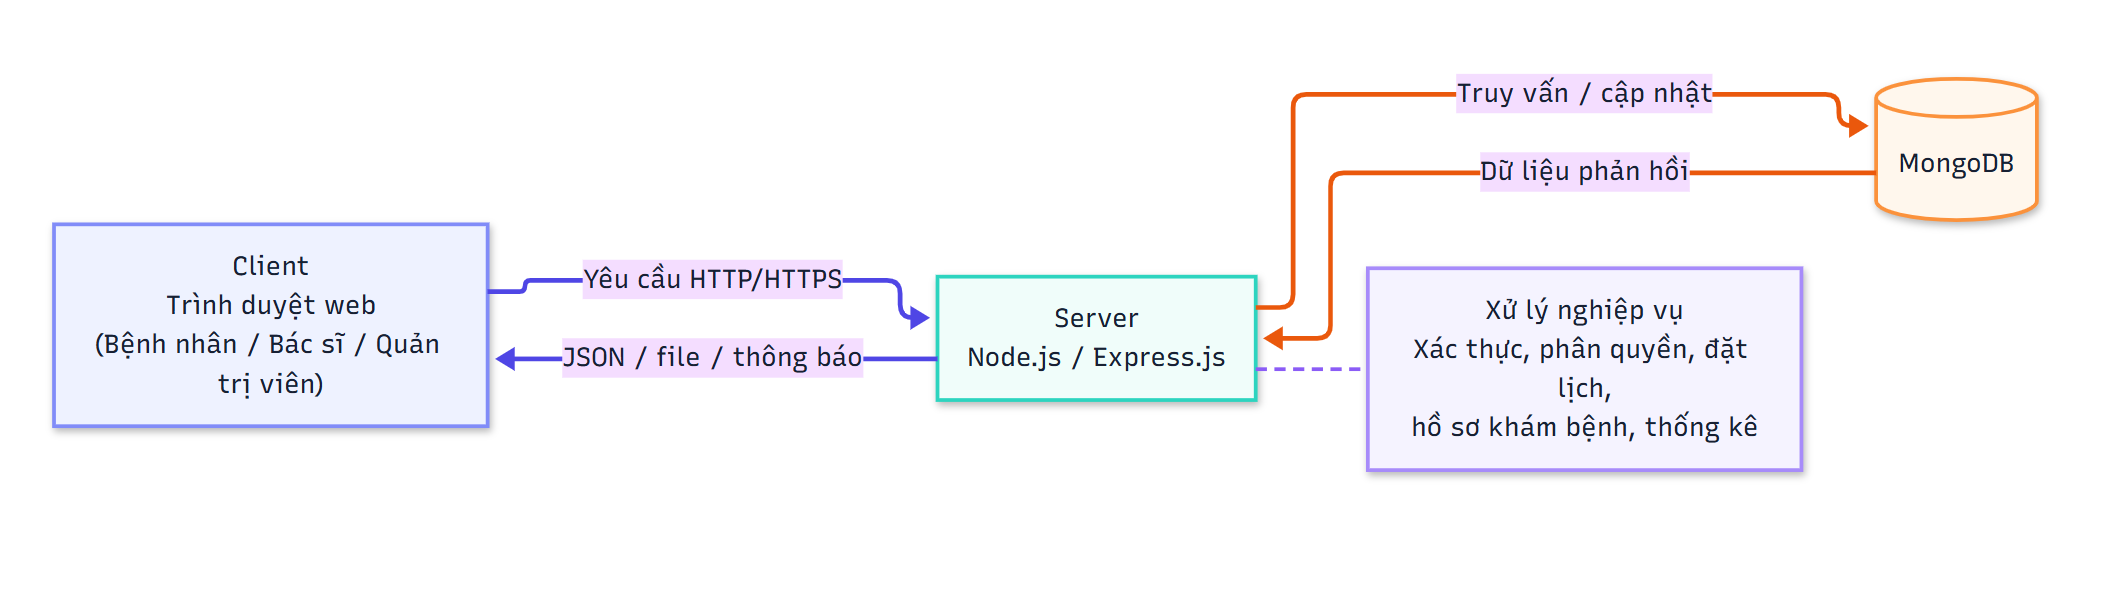 Truy vấn / cập nhật
Dữ liệu phản hồi
MongoDB
Client
Trình duyệt web
(Bệnh nhân / Bác sĩ / Quản
trị viên)
Yêu cầu HTTP/HTTPS
JSON / file / thông báo
Server
Node.js / Express.js
Xử lý nghiệp vụ
Xác thực, phân quyền, đặt
lịch,
hồ sơ khám bệnh, thống kê